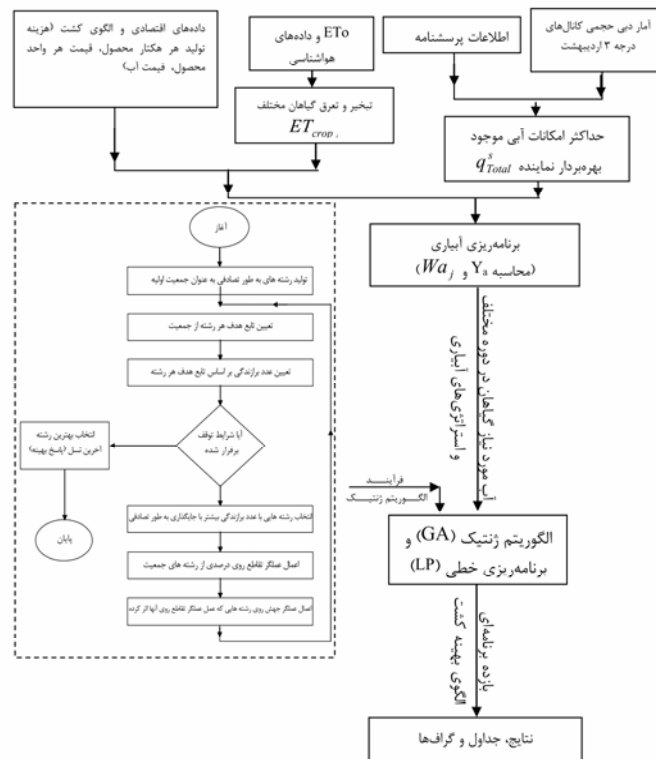 آمار دبی حجمی کانال‌های
درجه ۳ اردیبهشت
اطلاعات پرسشنامه
ETo و داده‌های
هواشناسی
داده‌های اقتصادی و الگوی کشت (هزینه
تولید هر هکتار محصول، قیمت هر واحد
محصول، قیمت آب)
تبخیر و تعرق گیاهان مختلف
ET_crop i
حداکثر امکانات آبی موجود
بهره‌بردار نماینده q^s_Total
برنامه‌ریزی آبیاری
(محاسبه Ya و Wa_j)
آب مورد نیاز گیاهان در دوره مختلف
و استراتژی‌های آبیاری
فرآیند
الگوریتم ژنتیک
الگوریتم ژنتیک (GA) و
برنامه‌ریزی خطی (LP)
بازده برنامه‌ای
الگوی بهینه کشت
نتایج، جداول و گراف‌ها
آغاز
تولید رشته های به طور تصادفی به عنوان جمعیت اولیه
تعیین تابع هدف هر رشته از جمعیت
تعیین عدد برازندگی بر اساس تابع هدف هر رشته
آیا شرایط توقف
برقرار شده
انتخاب بهترین رشته
آخرین نسل (پاسخ بهینه)
پایان
انتخاب رشته هایی با عدد برازندگی بیشتر با جایگذاری به طور تصادفی
اعمال عملگر تقاطع روی درصدی از رشته های جمعیت
اعمال عملگر جهش روی رشته هایی که عمل عملگر تقاطع روی آنها اثر کرده